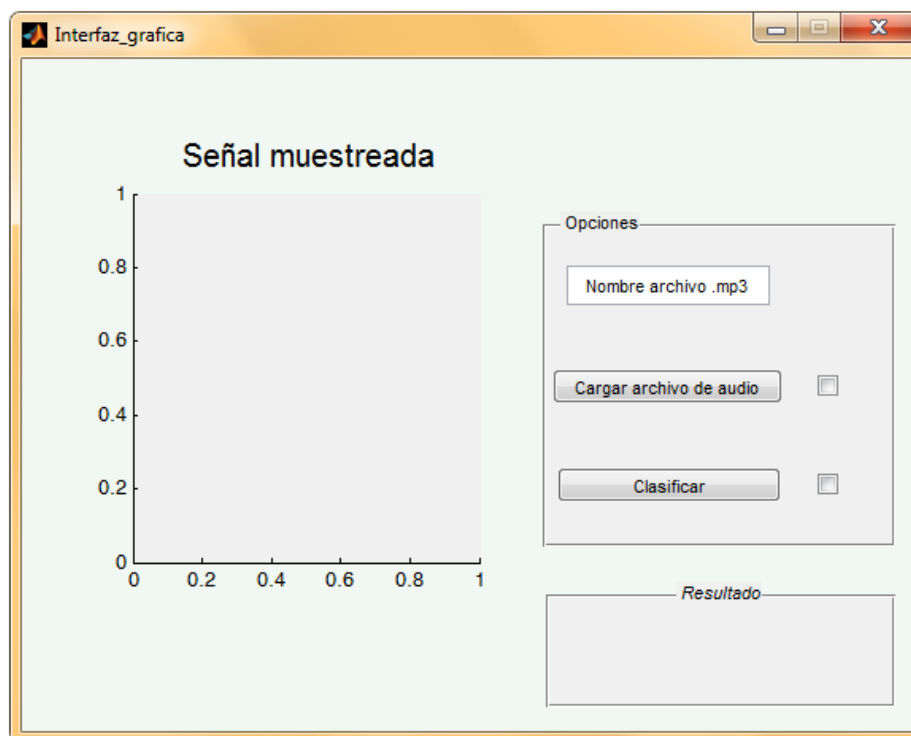 Interfaz_grafica
Señal muestreada
1
0.8
0.6
0.4
0.2
0
0 0.2 0.4 0.6 0.8 1
Opciones
Nombre archivo .mp3
Cargar archivo de audio
Clasificar
Resultado